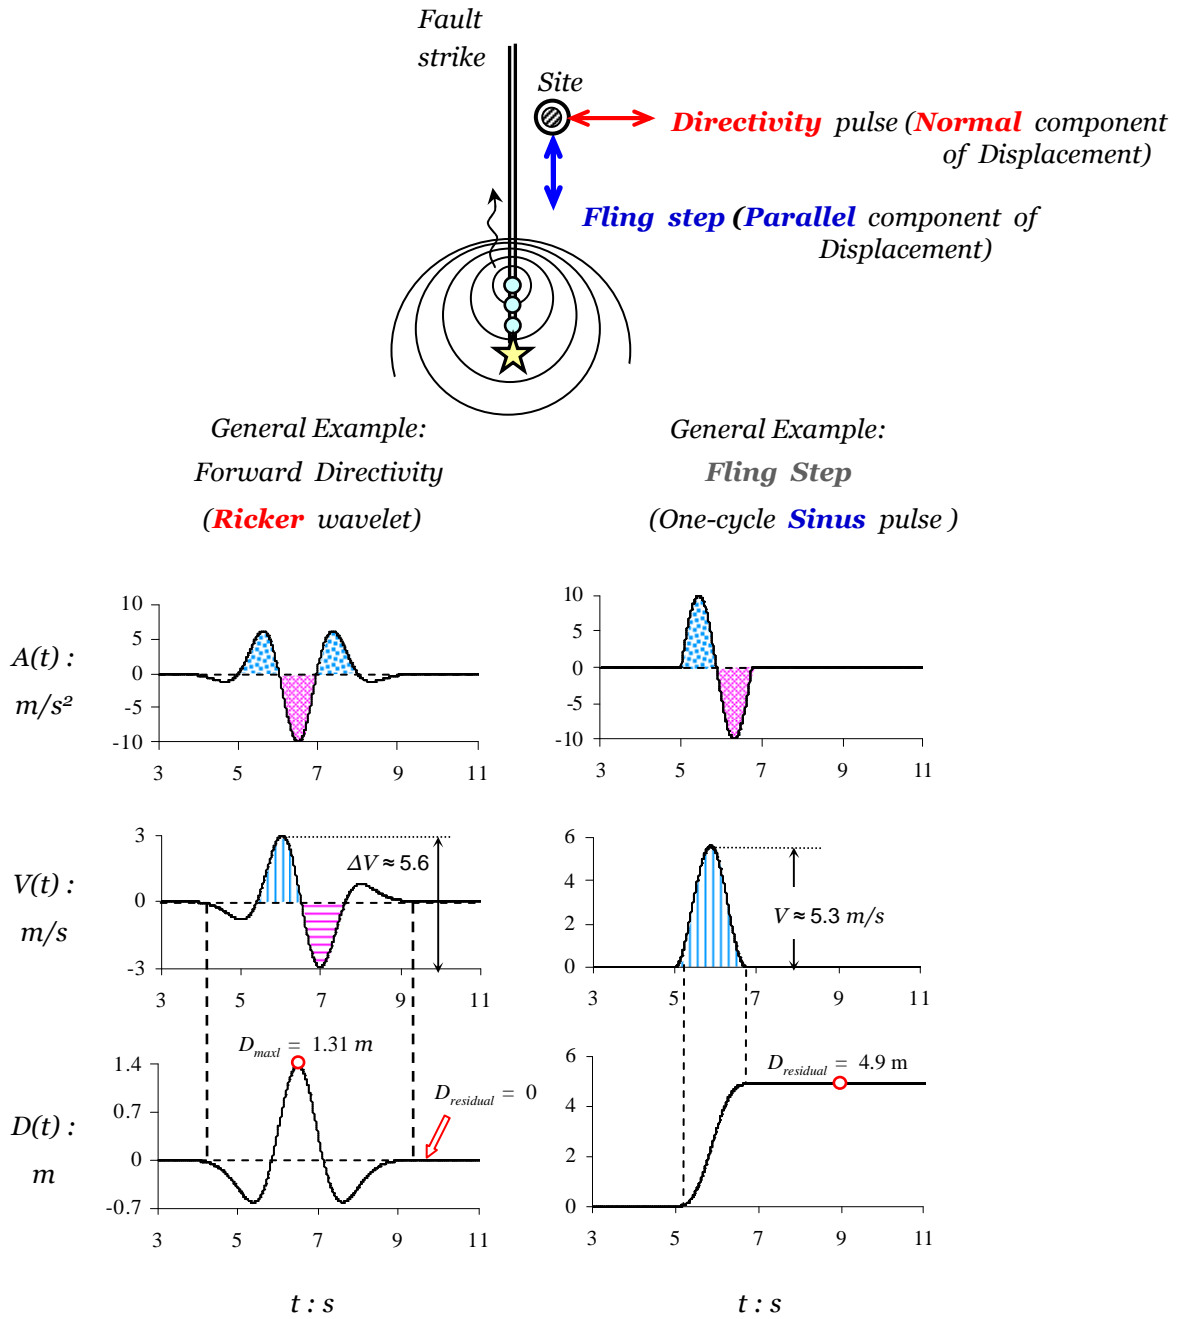 Fault
strike
Site
Directivity pulse (Normal component
of Displacement)
Fling step (Parallel component of
Displacement)
General Example:
Forward Directivity
(Ricker wavelet)
General Example:
Fling Step
(One-cycle Sinus pulse )
A(t) :
m/s²
10
5
0
-5
-10
3 5 7 9 11
10
5
0
-5
-10
3 5 7 9 11
V(t) :
m/s
3
0
-3
ΔV ≈ 5.6
3 5 7 9 11
6
4
2
0
V ≈ 5.3 m/s
3 5 7 9 11
D(t) :
m
1.4
0.7
0
-0.7
D maxl = 1.31 m
D residual = 0
3 5 7 9 11
6
4
2
0
D residual = 4.9 m
3 5 7 9 11
t : s
t : s